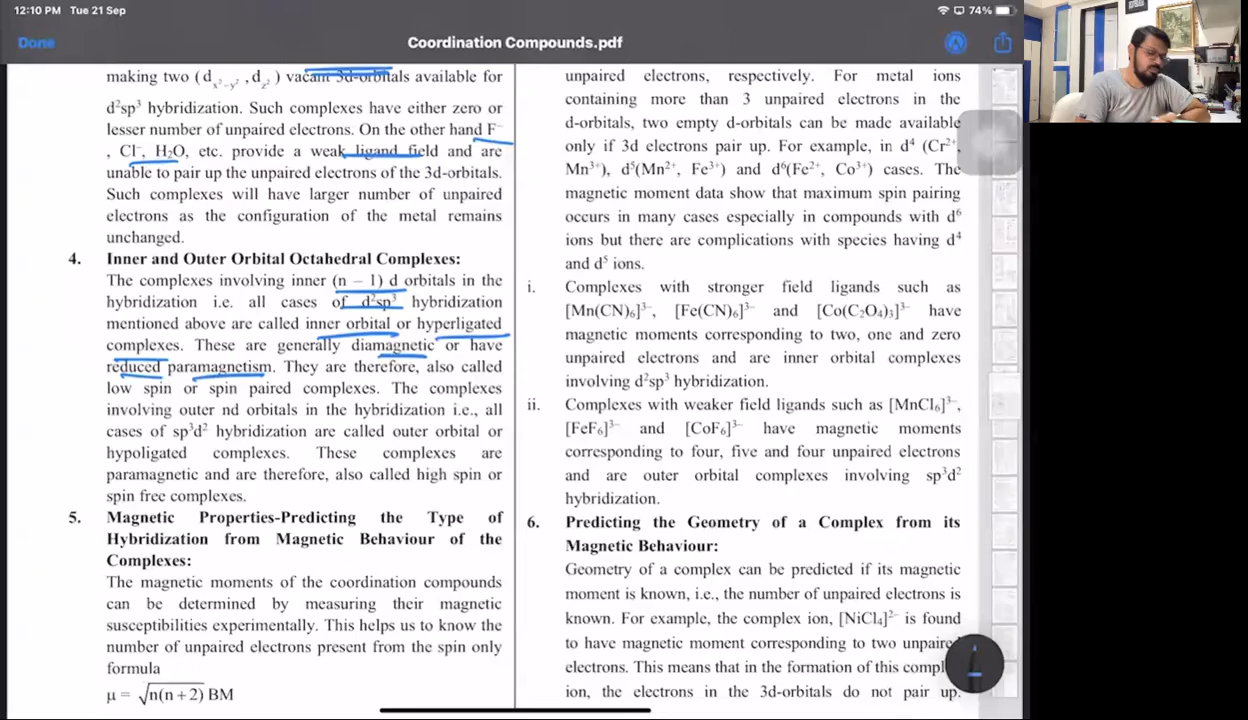 12:10 PM Tue 21 Sep
74%
Done
Coordination Compounds.pdf
making two (dₓ²₋ᵧ² ,d_z²) vacant 3d-orbitals available for
d²sp³ hybridization. Such complexes have either zero or
lesser number of unpaired electrons. On the other hand F⁻
, Cl⁻, H₂O, etc. provide a weak ligand field and are
unable to pair up the unpaired electrons of the 3d-orbitals.
Such complexes will have larger number of unpaired
electrons as the configuration of the metal remains
unchanged.
4. Inner and Outer Orbital Octahedral Complexes:
The complexes involving inner (n – 1) d orbitals in the
hybridization i.e. all cases of d²sp³ hybridization
mentioned above are called inner orbital or hyperligated
complexes. These are generally diamagnetic or have
reduced paramagnetism. They are therefore, also called
low spin or spin paired complexes. The complexes
involving outer nd orbitals in the hybridization i.e., all
cases of sp³d² hybridization are called outer orbital or
hypoligated complexes. These complexes are
paramagnetic and are therefore, also called high spin or
spin free complexes.
5. Magnetic Properties-Predicting the Type of
Hybridization from Magnetic Behaviour of the
Complexes:
The magnetic moments of the coordination compounds
can be determined by measuring their magnetic
susceptibilities experimentally. This helps us to know the
number of unpaired electrons present from the spin only
formula
μ = √n(n+2) BM
unpaired electrons, respectively. For metal ions
containing more than 3 unpaired electrons in the
d-orbitals, two empty d-orbitals can be made available
only if 3d electrons pair up. For example, in d⁴ (Cr²⁺,
Mn³⁺), d⁵(Mn²⁺, Fe³⁺) and d⁶(Fe²⁺, Co³⁺) cases. The
magnetic moment data show that maximum spin pairing
occurs in many cases especially in compounds with d⁶
ions but there are complications with species having d⁴
and d⁵ ions.
i. Complexes with stronger field ligands such as
[Mn(CN)₆]³⁻, [Fe(CN)₆]³⁻ and [Co(C₂O₄)₃]³⁻ have
magnetic moments corresponding to two, one and zero
unpaired electrons and are inner orbital complexes
involving d²sp³ hybridization.
ii. Complexes with weaker field ligands such as [MnCl₆]³⁻,
[FeF₆]³⁻ and [CoF₆]³⁻ have magnetic moments
corresponding to four, five and four unpaired electrons
and are outer orbital complexes involving sp³d²
hybridization.
6. Predicting the Geometry of a Complex from its
Magnetic Behaviour:
Geometry of a complex can be predicted if its magnetic
moment is known, i.e., the number of unpaired electrons is
known. For example, the complex ion, [NiCl₄]²⁻ is found
to have magnetic moment corresponding to two unpaire
electrons. This means that in the formation of this compl
ion, the electrons in the 3d-orbitals do not pair up.